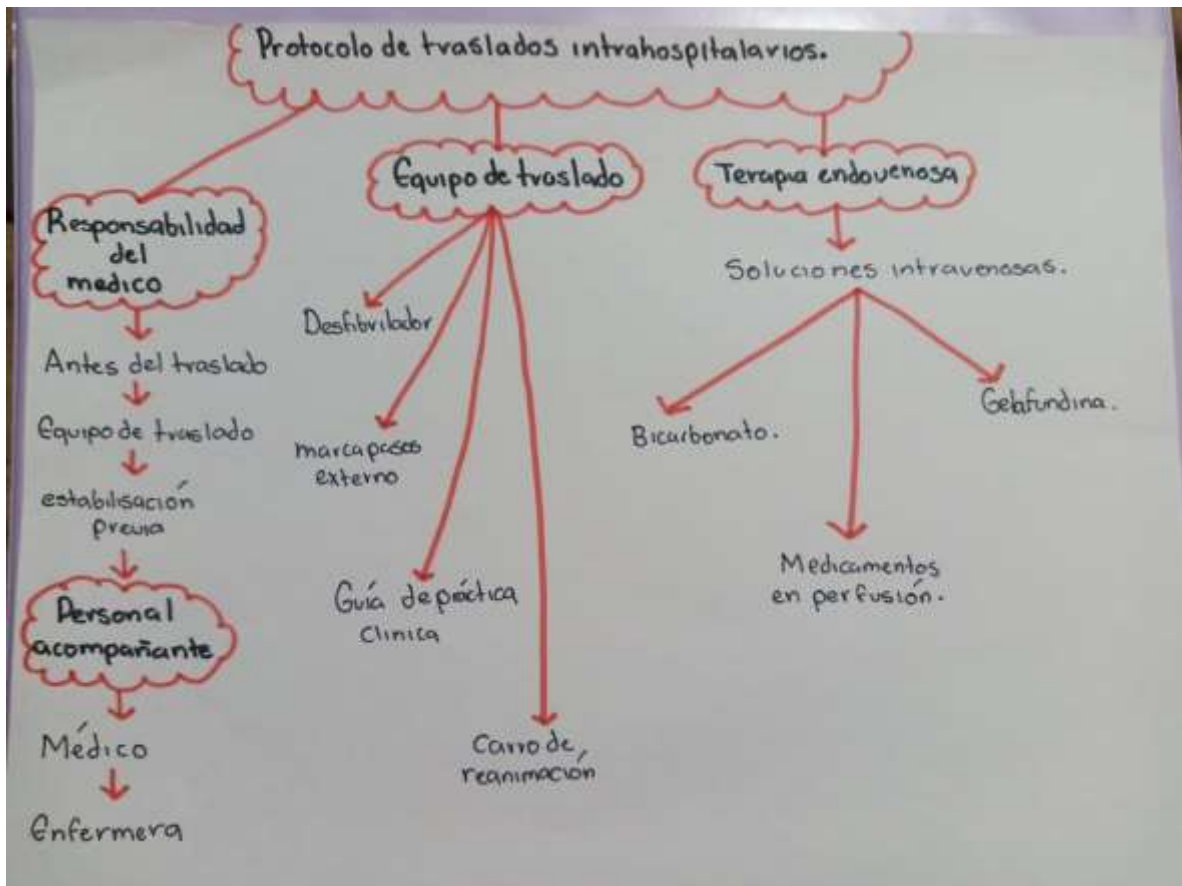 Protocolo de traslados intrahospitalarios.
Responsabilidad
del
medico
Antes del traslado
Equipo de traslado
estabilisación
previa
Personal
acompañante
Médico
Enfermera
Equipo de traslado
Desfibrilador
marcapasos
externo
Guía de práctica
clinica
Carro de
reanimación
Terapia endovenosa
Soluciones intravenosas.
Bicarbonato.
Medicamentos
en perfusión.
Gelafundina.